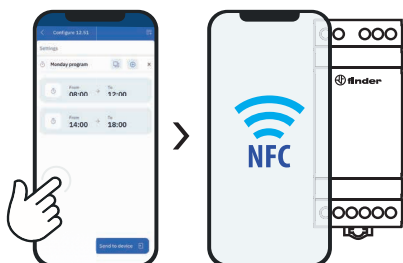 Configure 12.51
Settings
Monday program
From
08:00
To
12:00
From
14:00
To
18:00
Send to device
NFC
finder